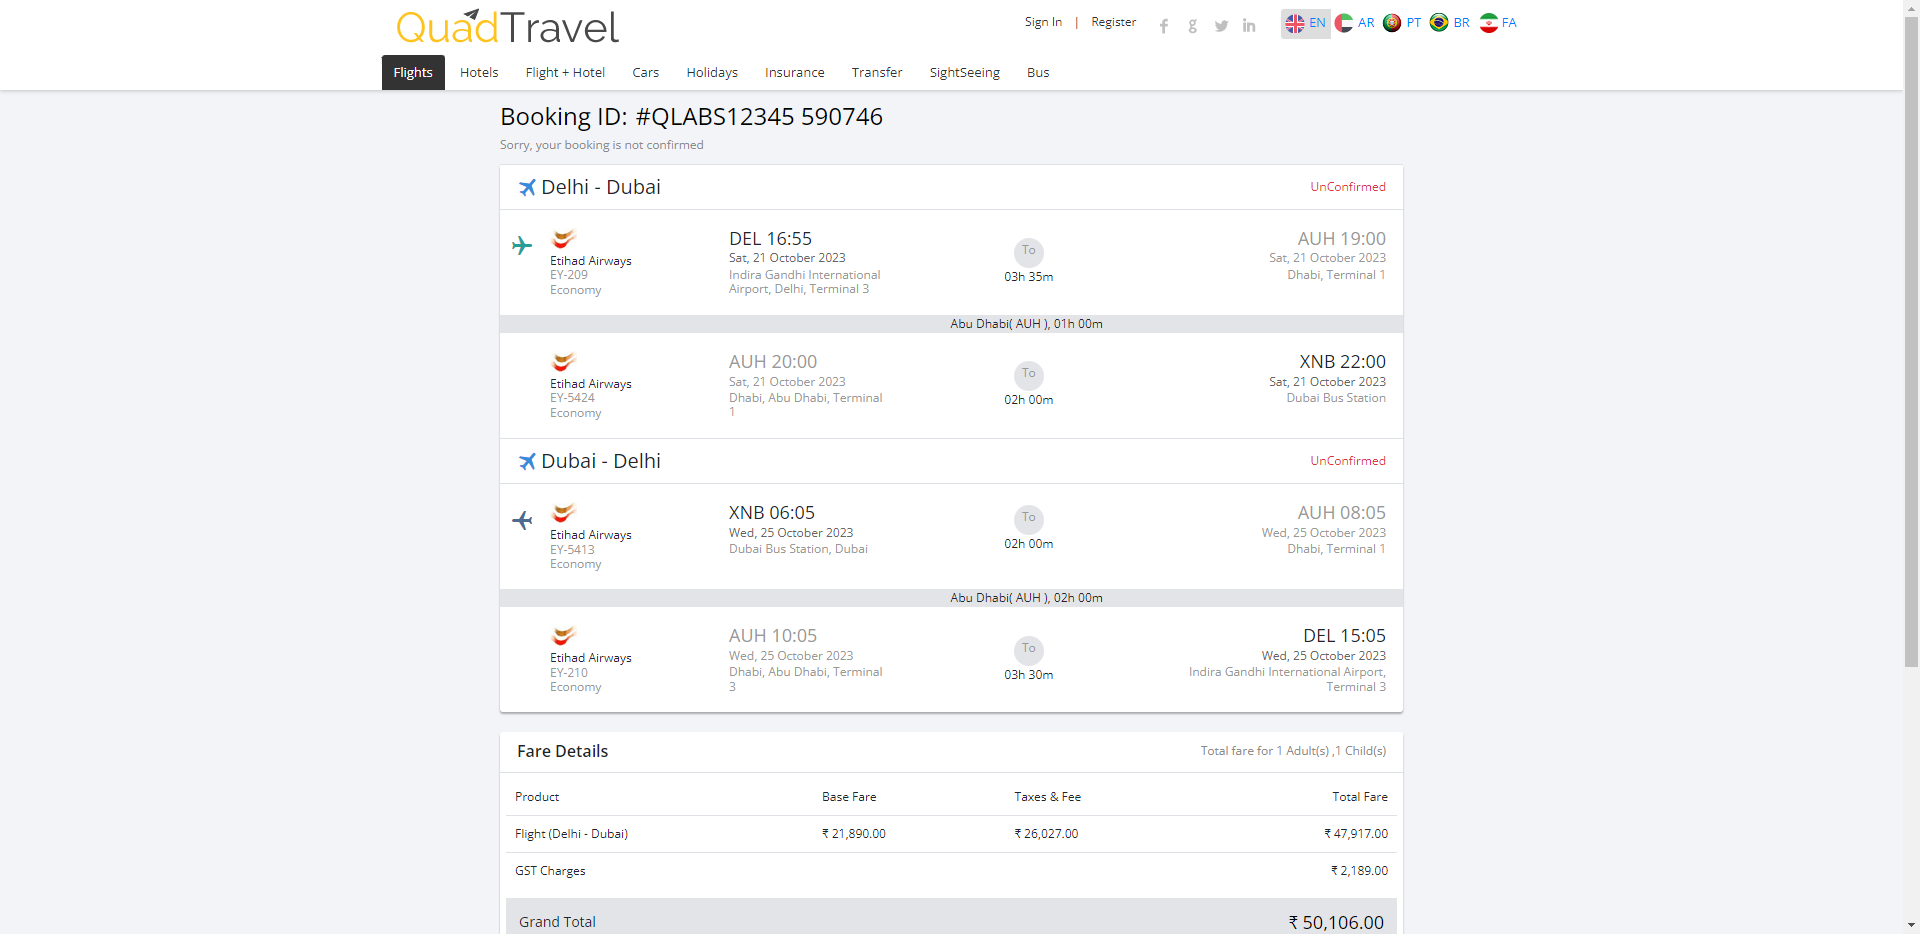 QuadTravel
Sign In | Register
EN AR PT BR FA
Flights Hotels Flight + Hotel Cars Holidays Insurance Transfer SightSeeing Bus
Booking ID: #QLABS12345 590746
Sorry, your booking is not confirmed
Delhi - Dubai UnConfirmed
Etihad Airways
EY-209
Economy
DEL 16:55
Sat, 21 October 2023
Indira Gandhi International
Airport, Delhi, Terminal 3
To
03h 35m
AUH 19:00
Sat, 21 October 2023
Dhabi, Terminal 1
Abu Dhabi( AUH ), 01h 00m
Etihad Airways
EY-5424
Economy
AUH 20:00
Sat, 21 October 2023
Dhabi, Abu Dhabi, Terminal
1
To
02h 00m
XNB 22:00
Sat, 21 October 2023
Dubai Bus Station
Dubai - Delhi UnConfirmed
Etihad Airways
EY-5413
Economy
XNB 06:05
Wed, 25 October 2023
Dubai Bus Station, Dubai
To
02h 00m
AUH 08:05
Wed, 25 October 2023
Dhabi, Terminal 1
Abu Dhabi( AUH ), 02h 00m
Etihad Airways
EY-210
Economy
AUH 10:05
Wed, 25 October 2023
Dhabi, Abu Dhabi, Terminal
3
To
03h 30m
DEL 15:05
Wed, 25 October 2023
Indira Gandhi International Airport,
Terminal 3
Fare Details Total fare for 1 Adult(s) ,1 Child(s)
Product Base Fare Taxes & Fee Total Fare
Flight (Delhi - Dubai) ₹ 21,890.00 ₹ 26,027.00 ₹ 47,917.00
GST Charges ₹ 2,189.00
Grand Total ₹ 50,106.00